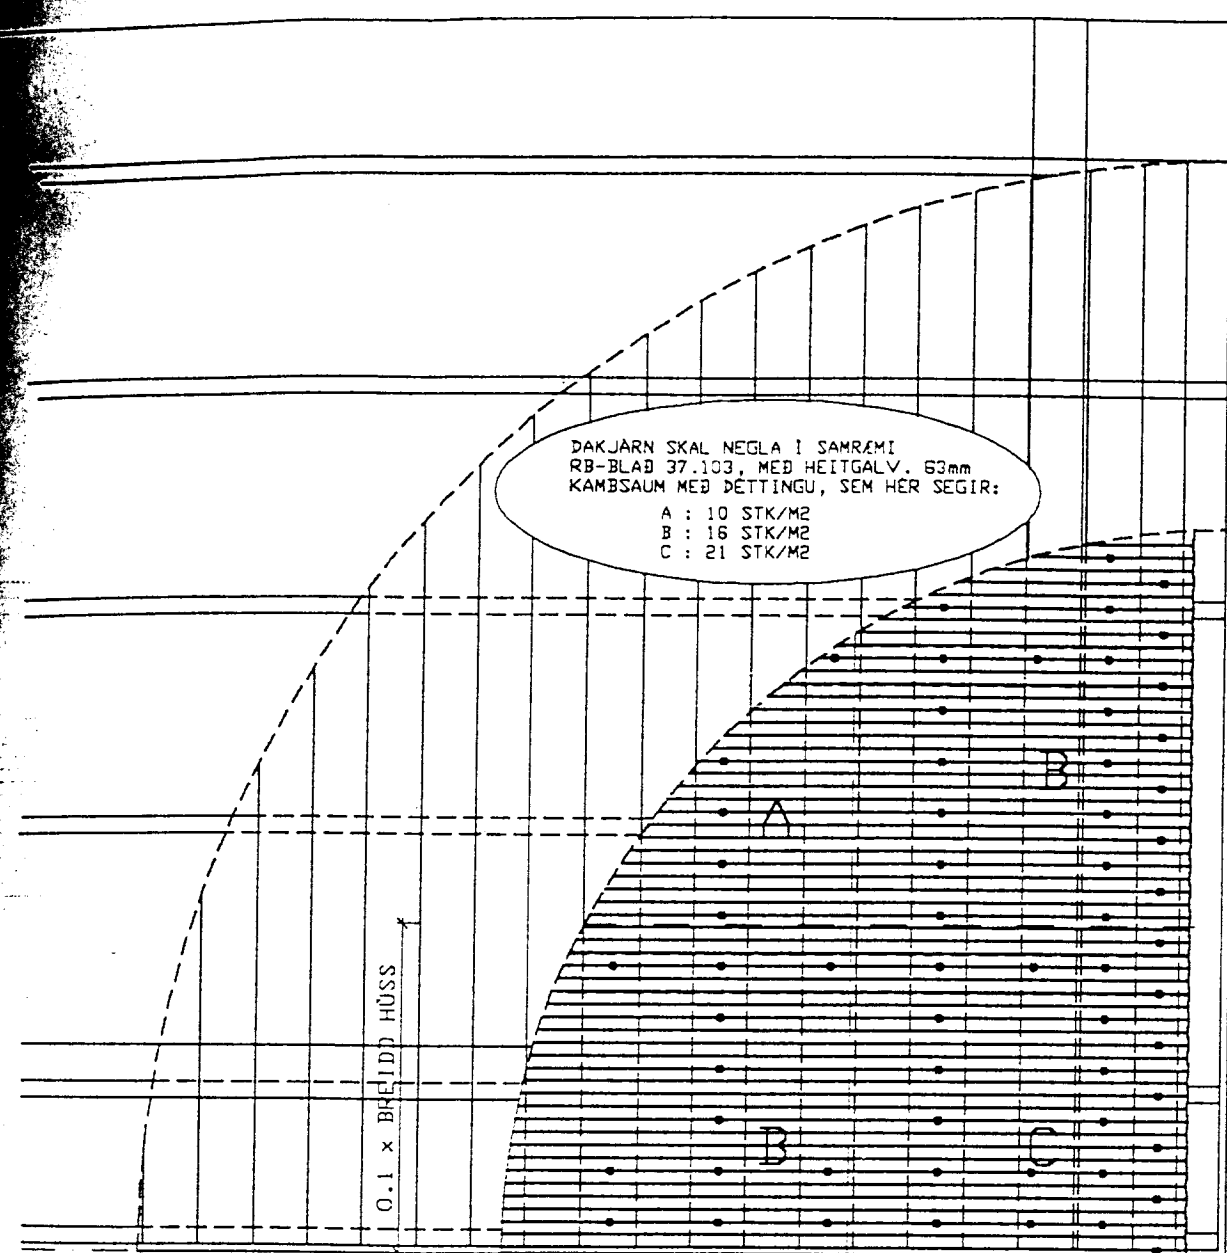 ÞAKJÁRN SKAL NEGLA Í SAMRÆMI
RB-BLAÐ 37.103, MEÐ HEITGALV. 63mm
KAMBSAUM MEÐ ÞÉTTINGU, SEM HÉR SEGIR:
A : 10 STK/M2
B : 16 STK/M2
C : 21 STK/M2
B
A
0.1 x BREIDD HÚSS
B
C